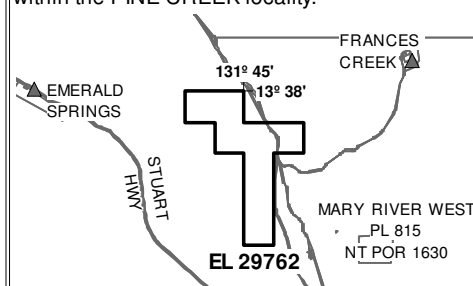 within the PINE CREEK locality.
FRANCES
CREEK
131º 45'
13º 38'
EMERALD
SPRINGS
STUART
HWY
MARY RIVER WEST
PL 815
NT POR 1630
EL 29762